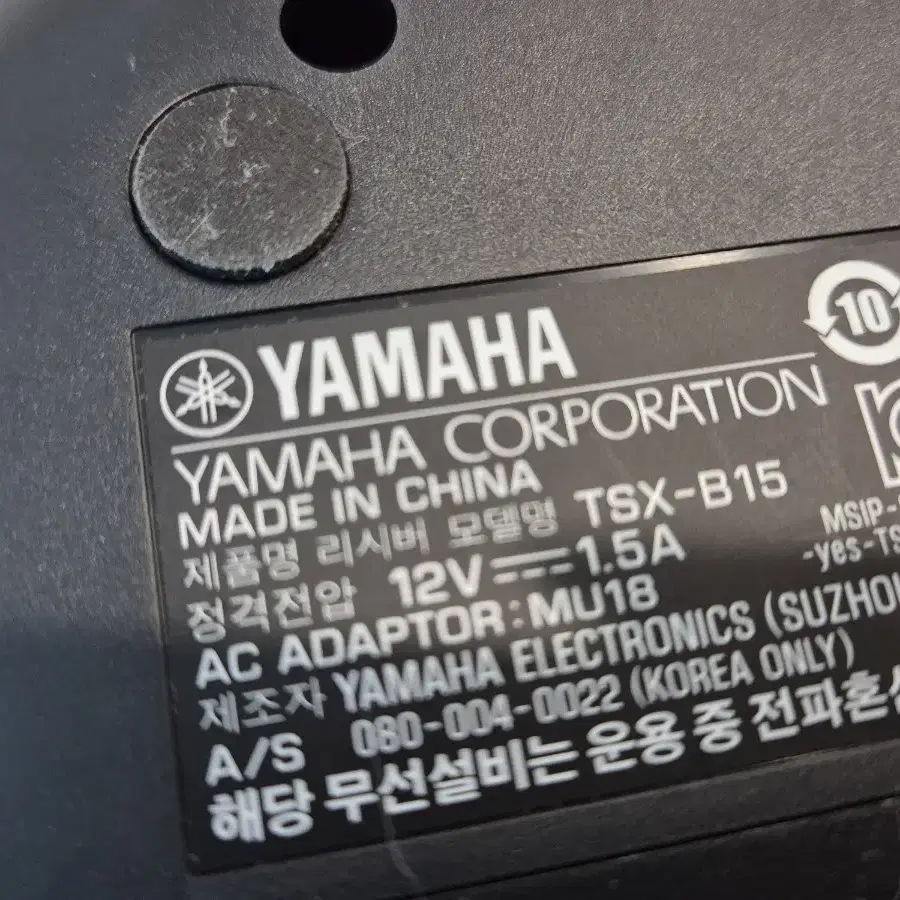 YAMAHA
10
YAMAHA CORPORATION
MADE IN CHINA
제품명 리시버 모델명 TSX-B15
정격전압 12V 1.5A
MSIP-
-yes-TS
AC ADAPTOR:MU18
제조자 YAMAHA ELECTRONICS (SUZHOU
A/S 080-004-0022 (KOREA ONLY)
해당 무선설비는 운용 중 전파혼